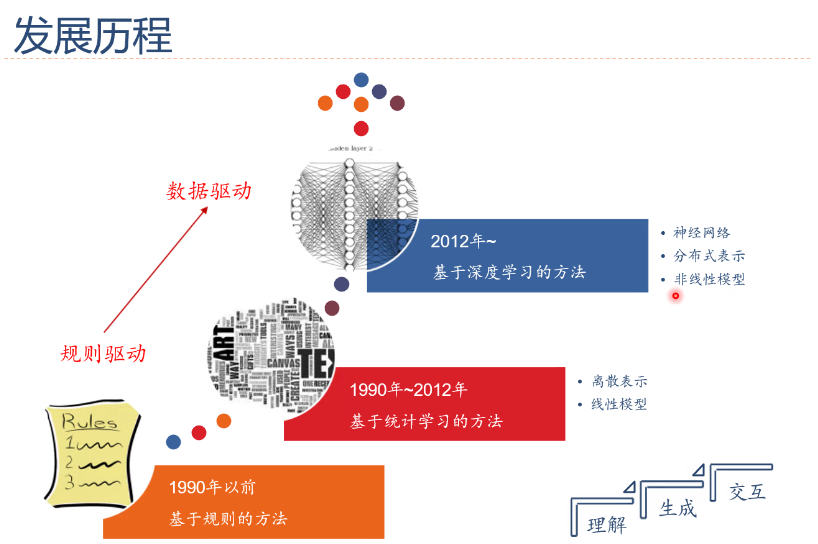 发展历程
dden layer 2
数据驱动
2012年~
基于深度学习的方法
• 神经网络
• 分布式表示
• 非线性模型
规则驱动
ART
WAYS
CANVAS
TEX
1990年~2012年
基于统计学习的方法
• 离散表示
• 线性模型
Rules
1
2
3
1990年以前
基于规则的方法
理解
生成
交互